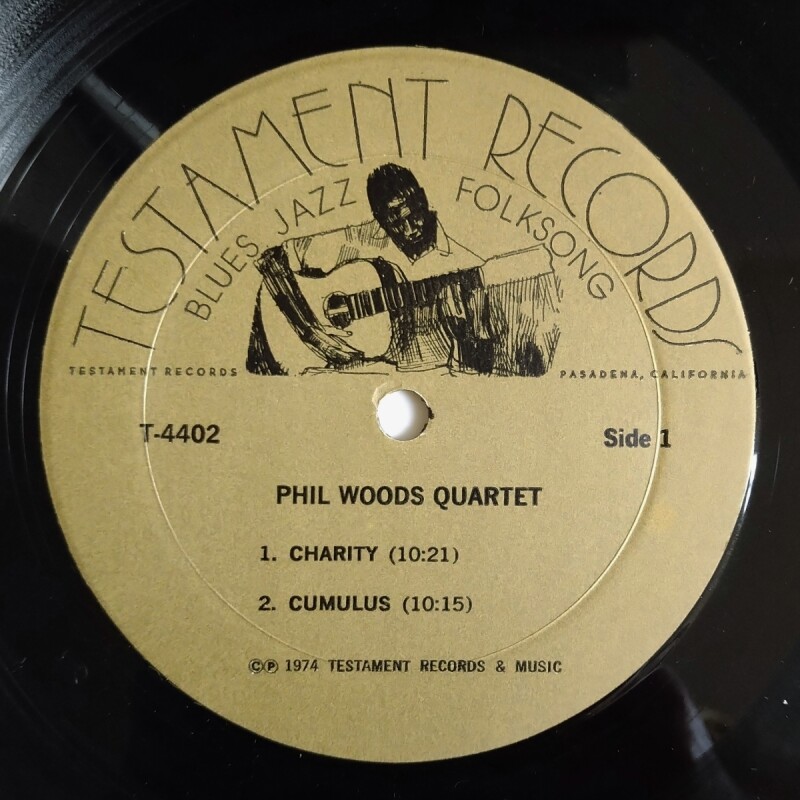 TESTAMENT RECORDS
BLUES JAZZ FOLKSONG
TESTAMENT RECORDS PASADENA, CALIFORNIA
T-4402 Side 1
PHIL WOODS QUARTET
1. CHARITY (10:21)
2. CUMULUS (10:15)
©℗ 1974 TESTAMENT RECORDS & MUSIC